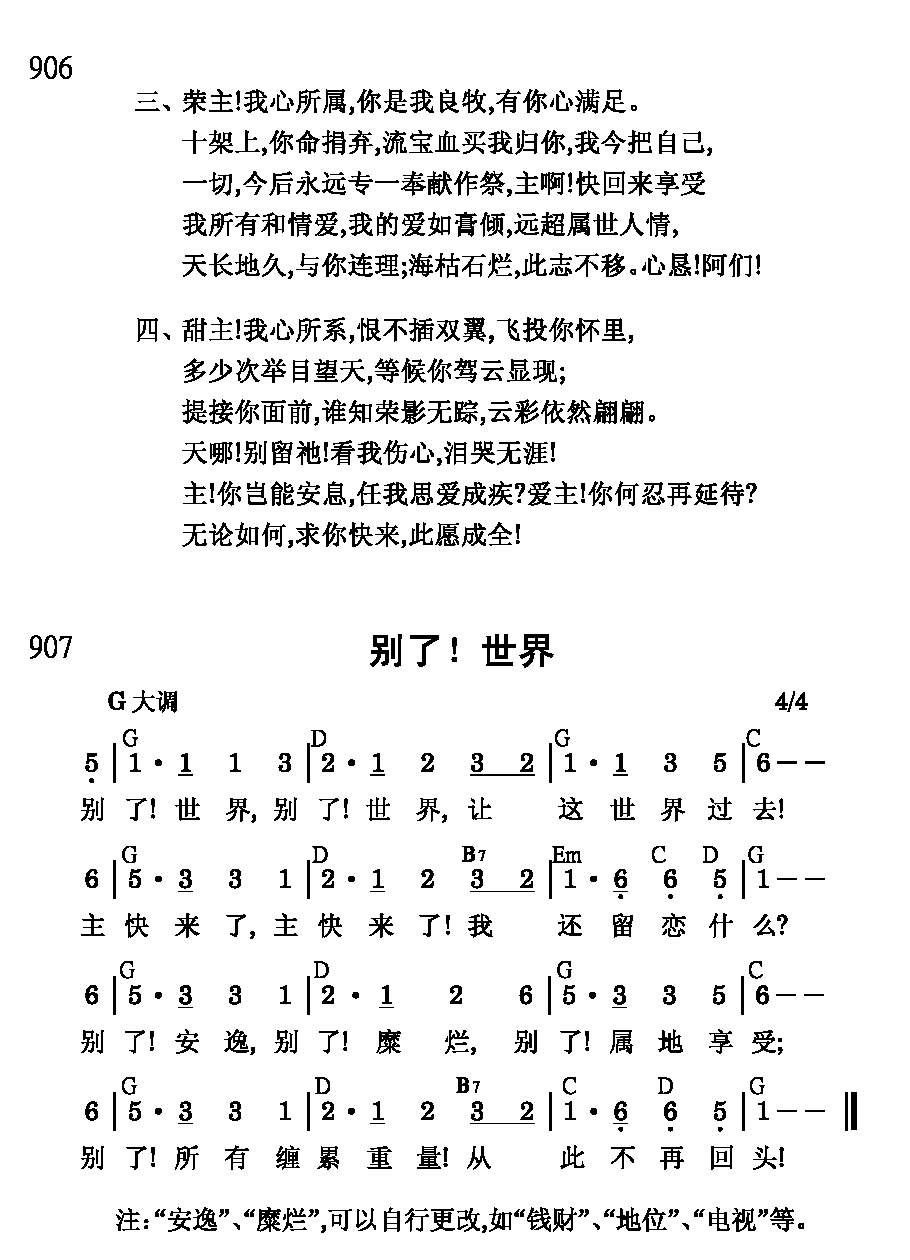 906
三、荣主!我心所属,你是我良牧,有你心满足。
十架上,你命捐弃,流宝血买我归你,我今把自己,
一切,今后永远专一奉献作祭,主啊!快回来享受
我所有和情爱,我的爱如膏倾,远超属世人情,
天长地久,与你连理;海枯石烂,此志不移。心恳!阿们!
四、甜主!我心所系,恨不插双翼,飞投你怀里,
多少次举目望天,等候你驾云显现;
提接你面前,谁知荣影无踪,云彩依然翩翩。
天哪!别留祂!看我伤心,泪哭无涯!
主!你岂能安息,任我思爱成疾?爱主!你何忍再延待?
无论如何,求你快来,此愿成全!
907 别了! 世界
G 大调 4/4
G D G C
5 | 1 · 1 1 3 | 2 · 1 2 3 2 | 1 · 1 3 5 | 6 — —
别 了! 世 界, 别 了! 世 界, 让 这 世 界 过 去!
G D B7 Em C D G
6 | 5 · 3 3 1 | 2 · 1 2 3 2 | 1 · 6 6 5 | 1 — —
主 快 来 了, 主 快 来 了! 我 还 留 恋 什 么?
G D G C
6 | 5 · 3 3 1 | 2 · 1 2 6 | 5 · 3 3 5 | 6 — —
别 了! 安 逸, 别 了! 糜 烂, 别 了! 属 地 享 受;
G D B7 C D G
6 | 5 · 3 3 1 | 2 · 1 2 3 2 | 1 · 6 6 5 | 1 — — ‖
别 了! 所 有 缠 累 重 量! 从 此 不 再 回 头!
注:“安逸”、“糜烂”,可以自行更改,如“钱财”、“地位”、“电视”等。